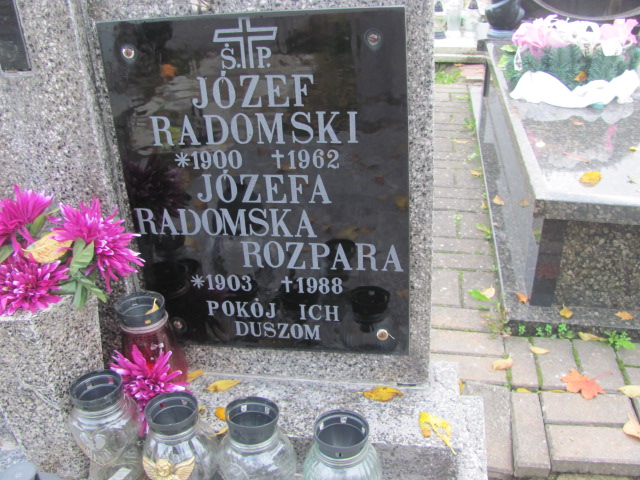 Ś.P.
JÓZEF
RADOMSKI
*1900 †1962
JÓZEFA
RADOMSKA
ROZPARA
*1903 †1988
POKÓJ ICH
DUSZOM